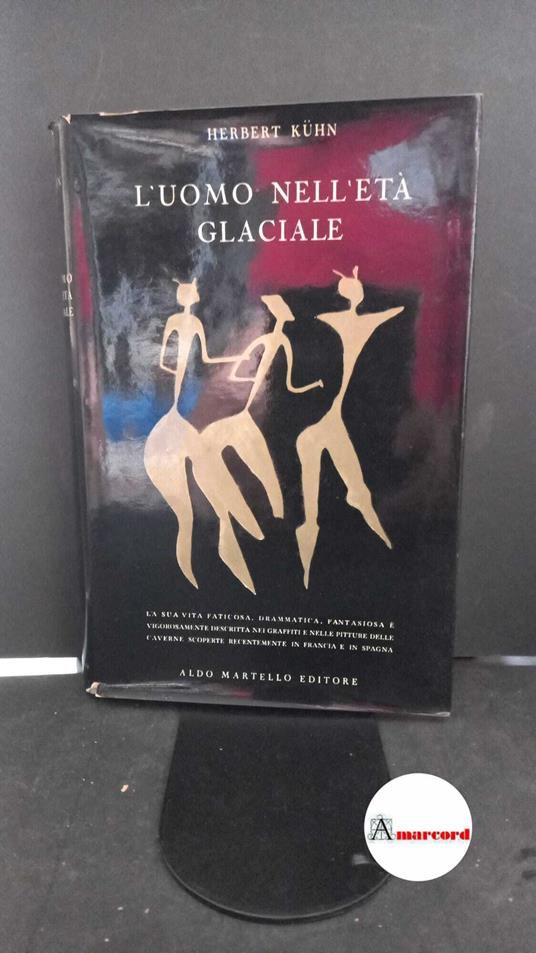 HERBERT KÜHN
L'UOMO NELL'ETÀ
GLACIALE
LA SUA VITA FATICOSA, DRAMMATICA, FANTASIOSA È
VIGOROSAMENTE DESCRITTA NEI GRAFFITI E NELLE PITTURE DELLE
CAVERNE SCOPERTE RECENTEMENTE IN FRANCIA E IN SPAGNA
ALDO MARTELLO EDITORE
Amarcord